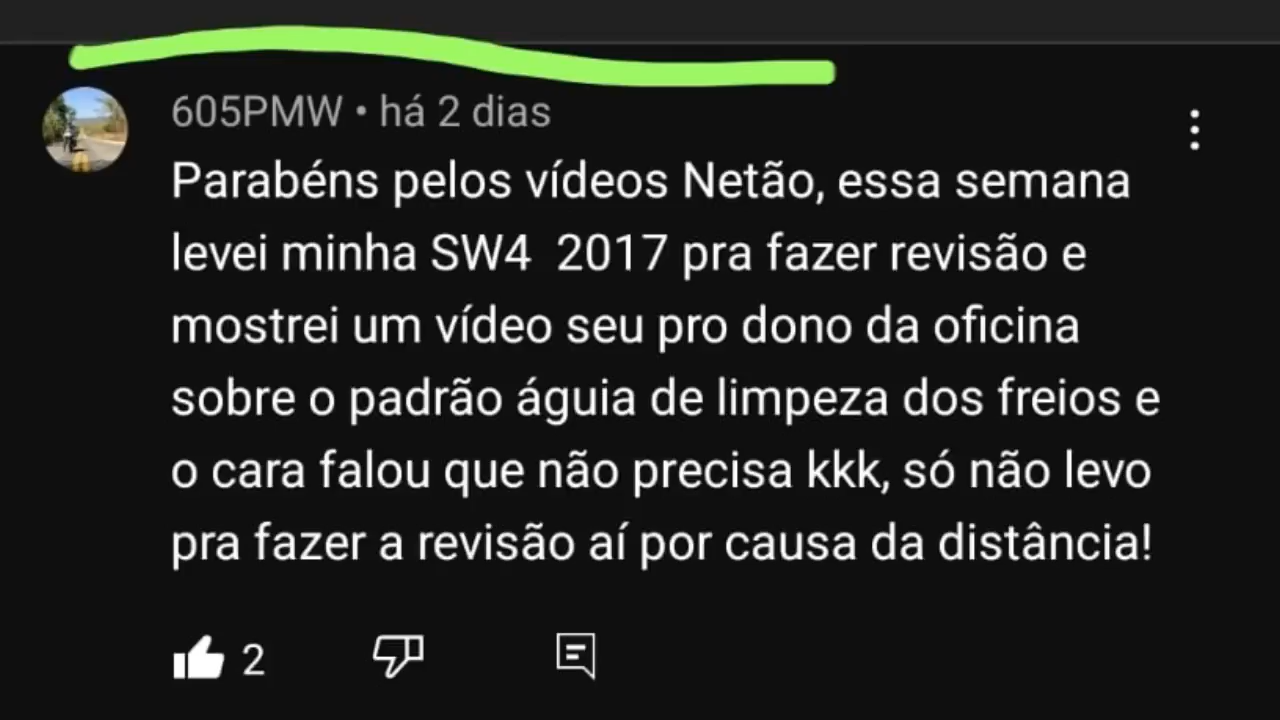 605PMW • há 2 dias
Parabéns pelos vídeos Netão, essa semana
levei minha SW4 2017 pra fazer revisão e
mostrei um vídeo seu pro dono da oficina
sobre o padrão águia de limpeza dos freios e
o cara falou que não precisa kkk, só não levo
pra fazer a revisão aí por causa da distância!
2